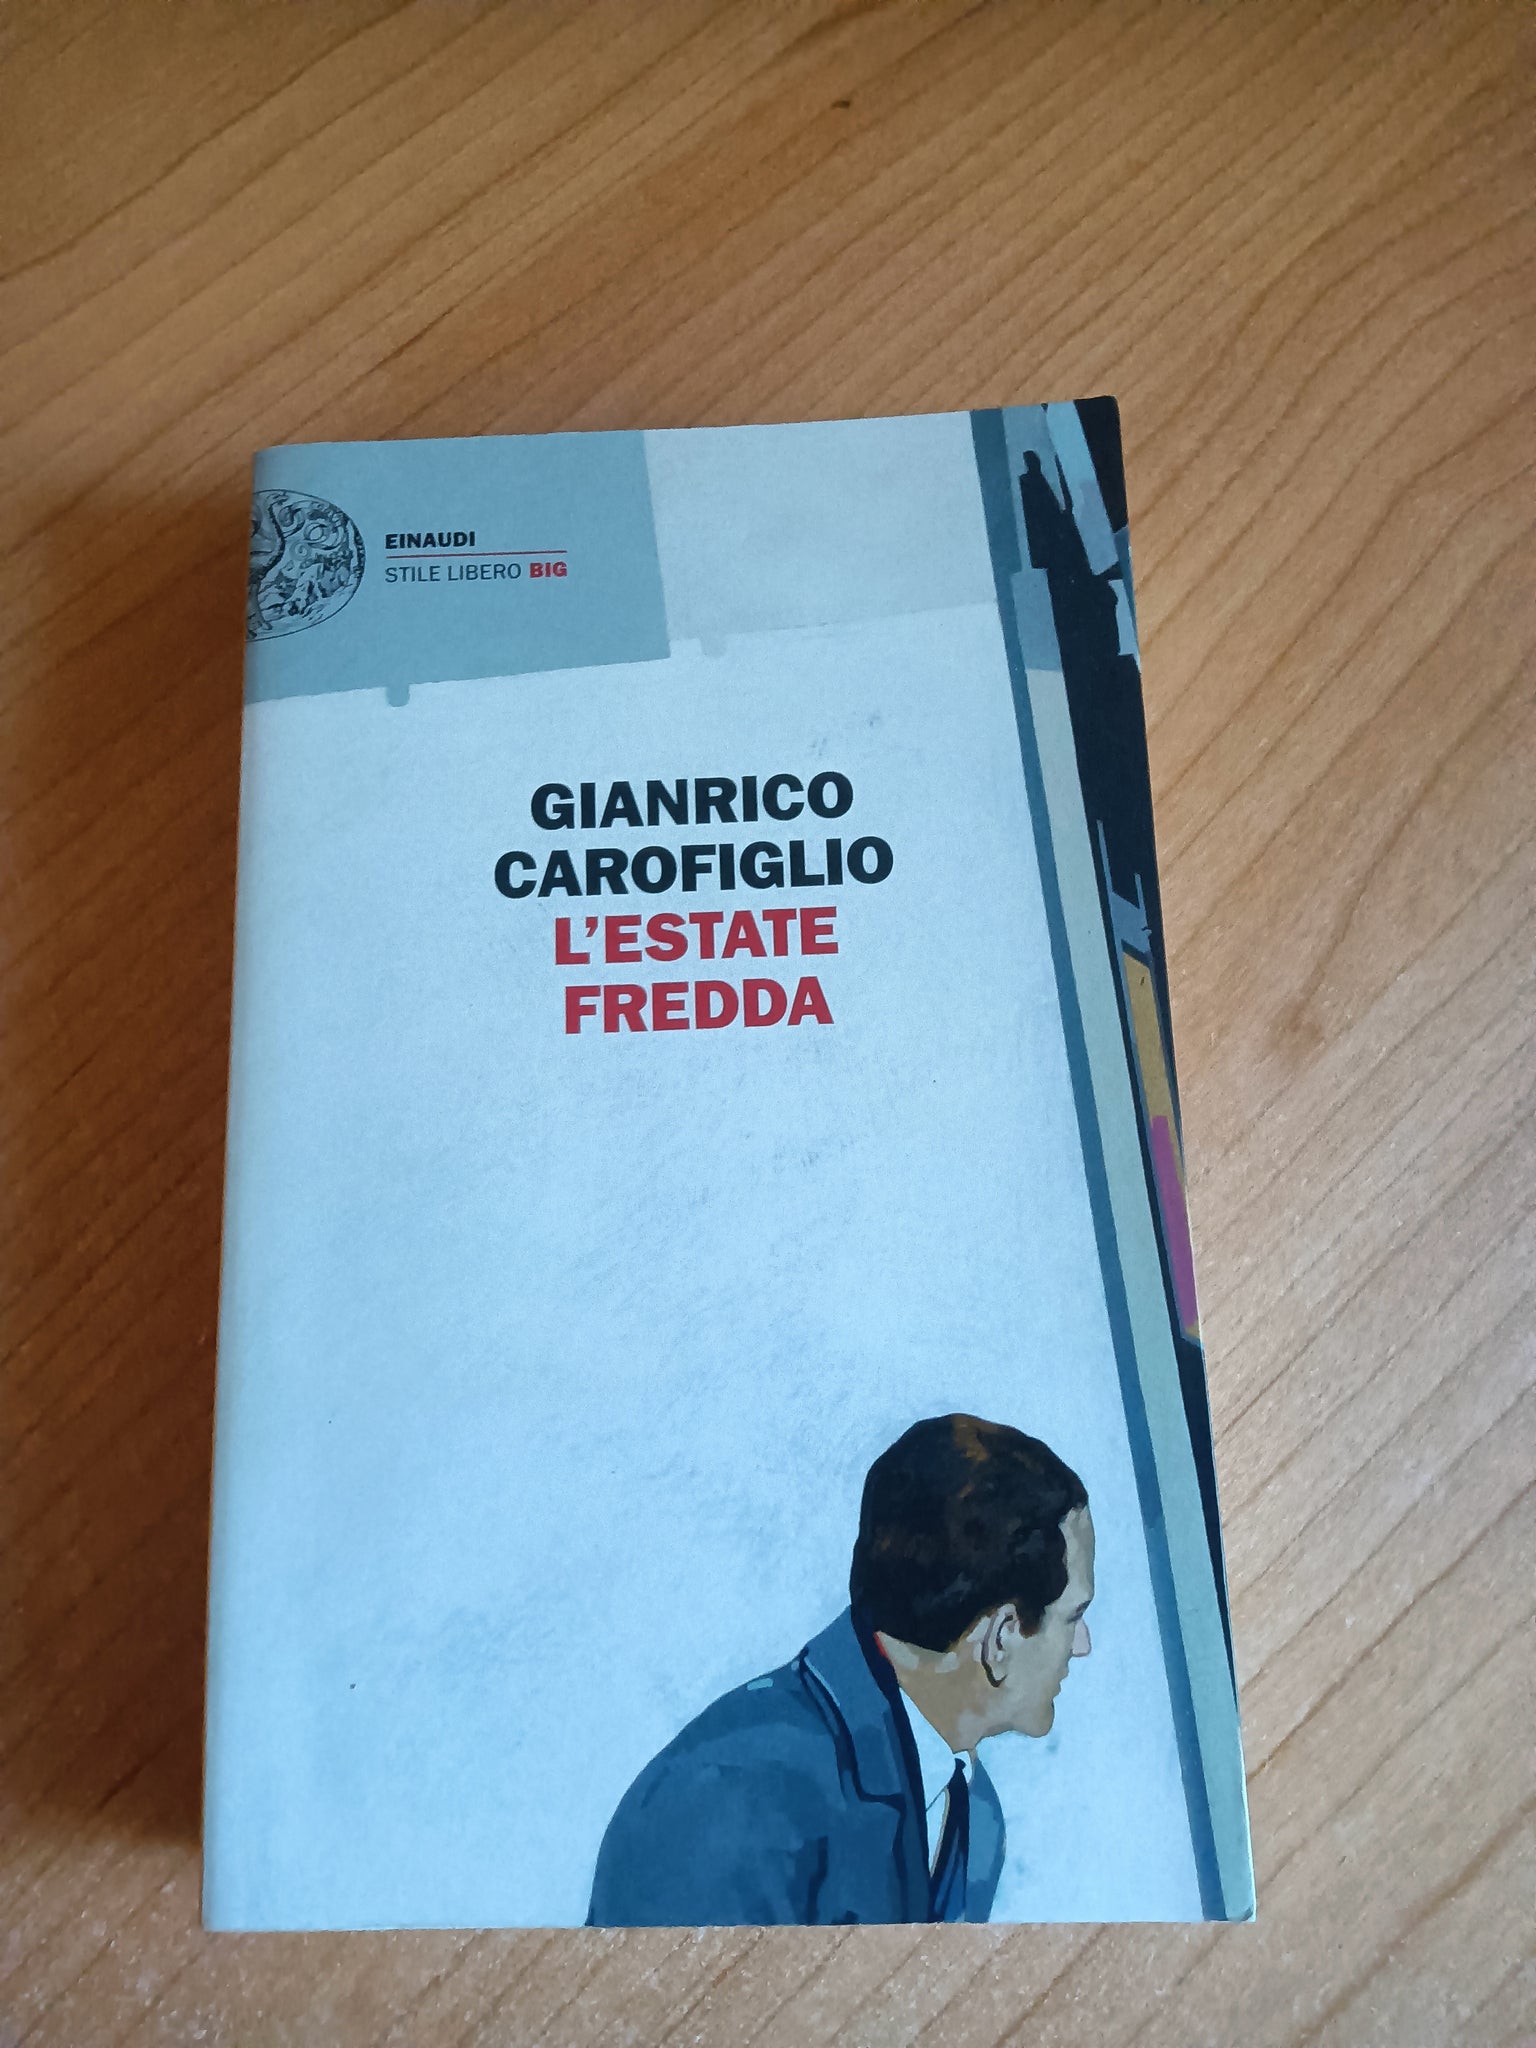 EINAUDI
STILE LIBERO BIG
GIANRICO
CAROFIGLIO
L'ESTATE
FREDDA